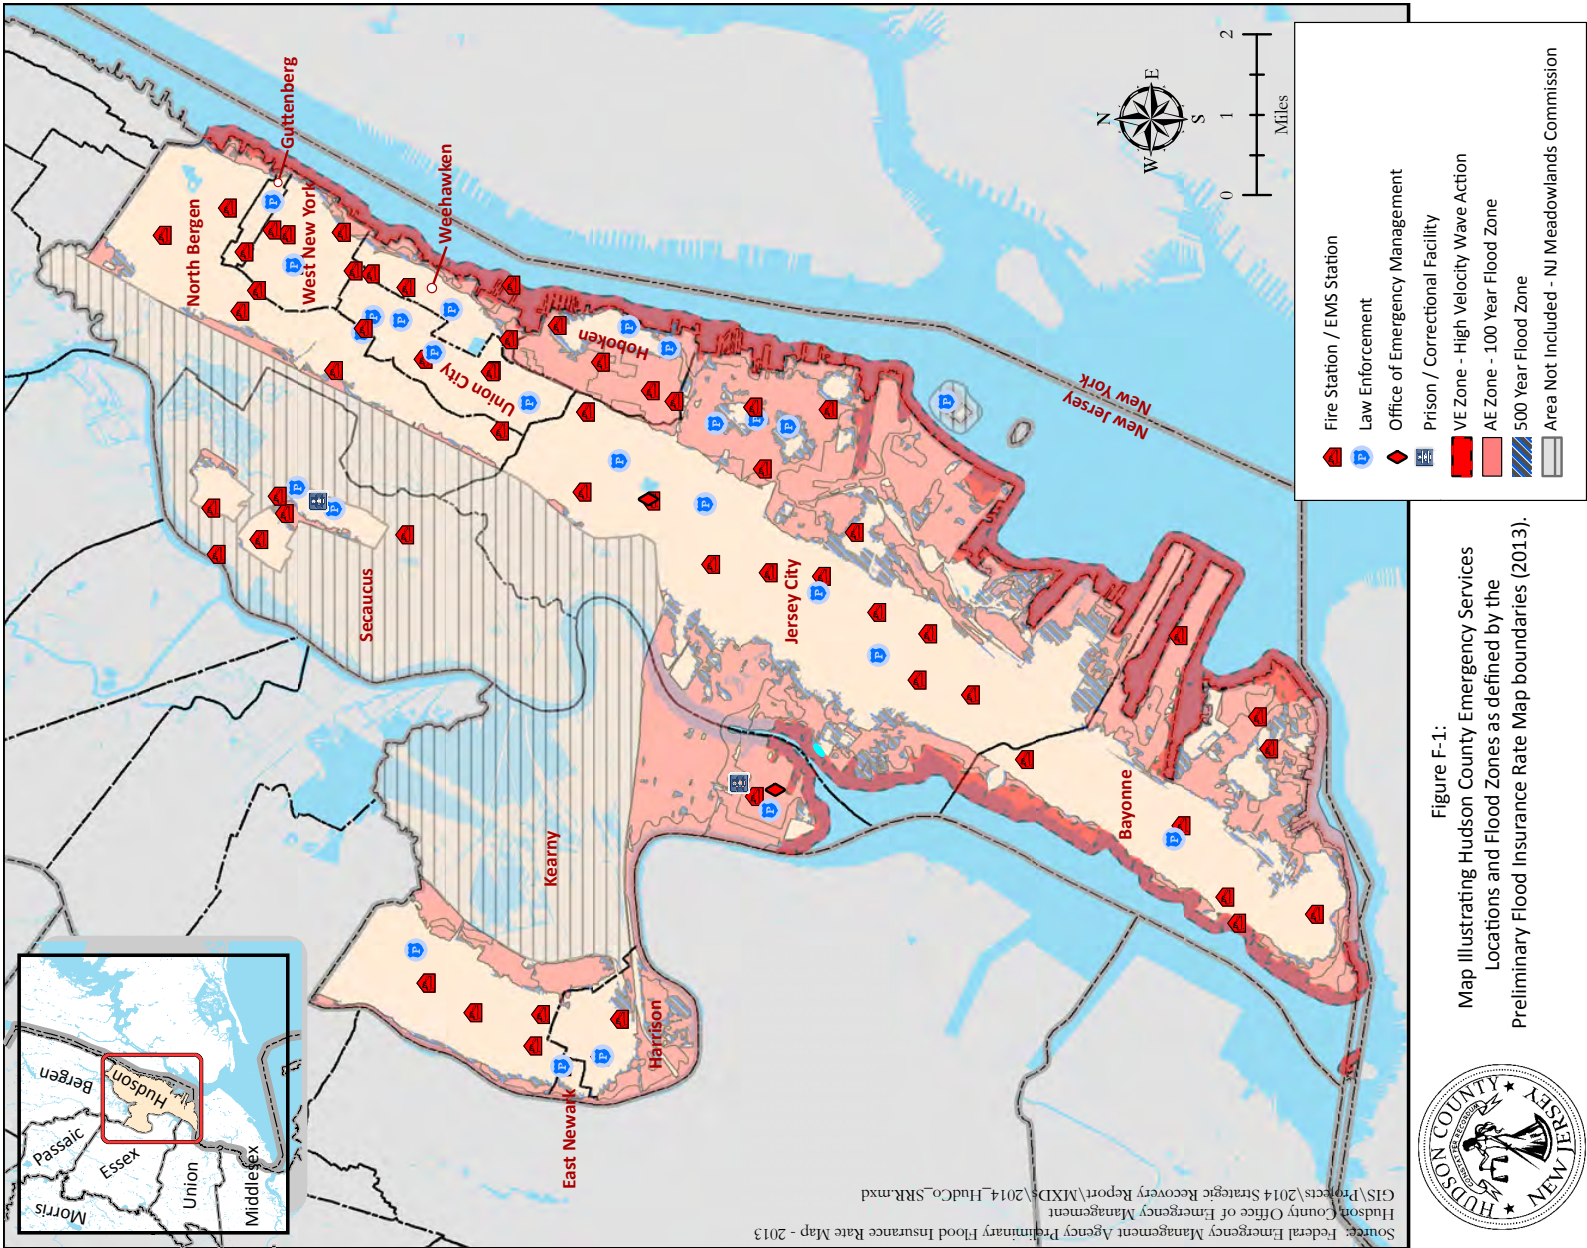 Guttenberg
North Bergen
West New York
Weehawken
Hoboken
Union City
Secaucus
Jersey City
Kearny
Bayonne
Harrison
East Newark
New Jersey
New York
N
E
S
W
0
1
2
Miles
Fire Station / EMS Station
Law Enforcement
Office of Emergency Management
Prison / Correctional Facility
VE Zone - High Velocity Wave Action
AE Zone - 100 Year Flood Zone
500 Year Flood Zone
Area Not Included - NJ Meadowlands Commission
Figure F-1:
Map Illustrating Hudson County Emergency Services
Locations and Flood Zones as defined by the
Preliminary Flood Insurance Rate Map boundaries (2013).
Bergen
Hudson
Passaic
Essex
Union
Morris
Middlesex
Source: Federal Emergency Management Agency Preliminary Flood Insurance Rate Map - 2013
Hudson County Office of Emergency Management
GIS\Projects\2014 Strategic Recovery Report\MXDs\2014_HudCo_SRR.mxd
HUDSON COUNTY
NEW JERSEY